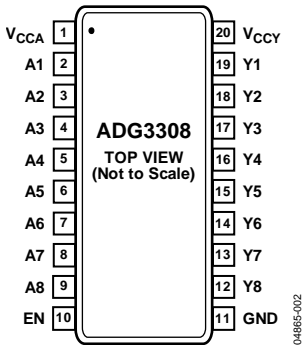 VCCA 1 20 VCCY
A1 2 19 Y1
A2 3 18 Y2
A3 4 17 Y3
ADG3308
A4 5 TOP VIEW 16 Y4
(Not to Scale)
A5 6 15 Y5
A6 7 14 Y6
A7 8 13 Y7
A8 9 12 Y8
EN 10 11 GND
04865-002